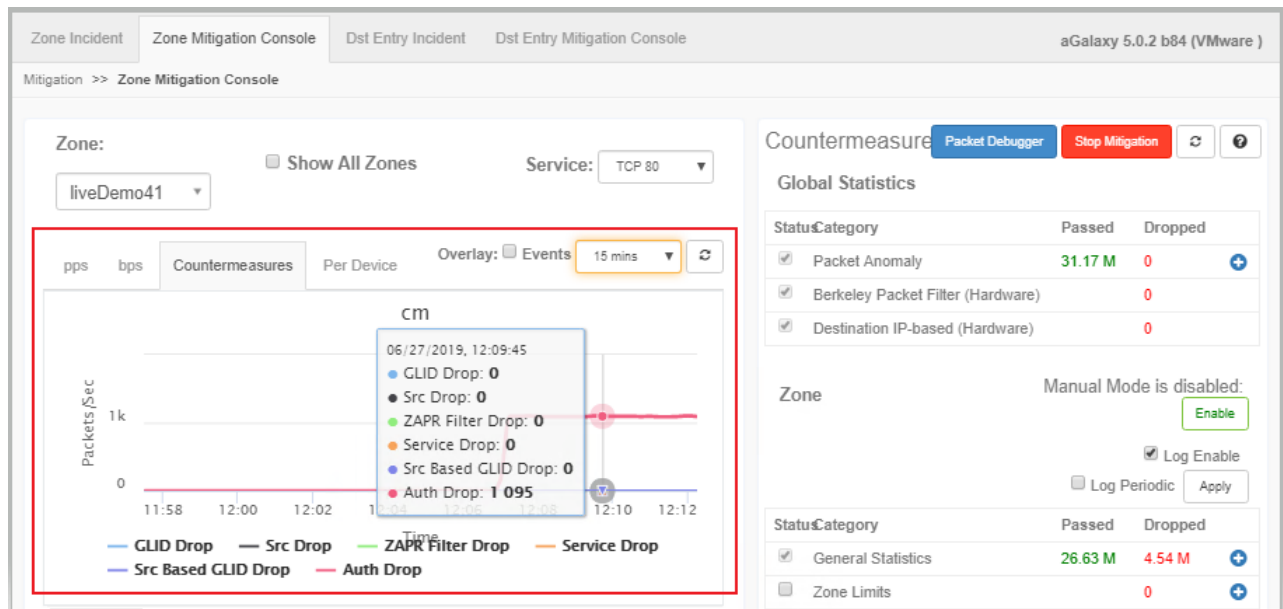 Zone Incident Zone Mitigation Console Dst Entry Incident Dst Entry Mitigation Console aGalaxy 5.0.2 b84 (VMware )
Mitigation >> Zone Mitigation Console
Zone:
Show All Zones
Service: TCP 80
liveDemo41
pps bps Countermeasures Per Device Overlay: Events 15 mins
cm
06/27/2019, 12:09:45
GLID Drop: 0
Src Drop: 0
ZAPR Filter Drop: 0
Service Drop: 0
Src Based GLID Drop: 0
Auth Drop: 1 095
Packets /Sec
1k
0
11:58 12:00 12:02 12:04 12:06 12:08 12:10 12:12
Time
GLID Drop Src Drop ZAPR Filter Drop Service Drop
Src Based GLID Drop Auth Drop
Countermeasure Packet Debugger Stop Mitigation
Global Statistics
Status Category Passed Dropped
Packet Anomaly 31.17 M 0
Berkeley Packet Filter (Hardware) 0
Destination IP-based (Hardware) 0
Zone
Manual Mode is disabled:
Enable
Log Enable
Log Periodic Apply
Status Category Passed Dropped
General Statistics 26.63 M 4.54 M
Zone Limits 0